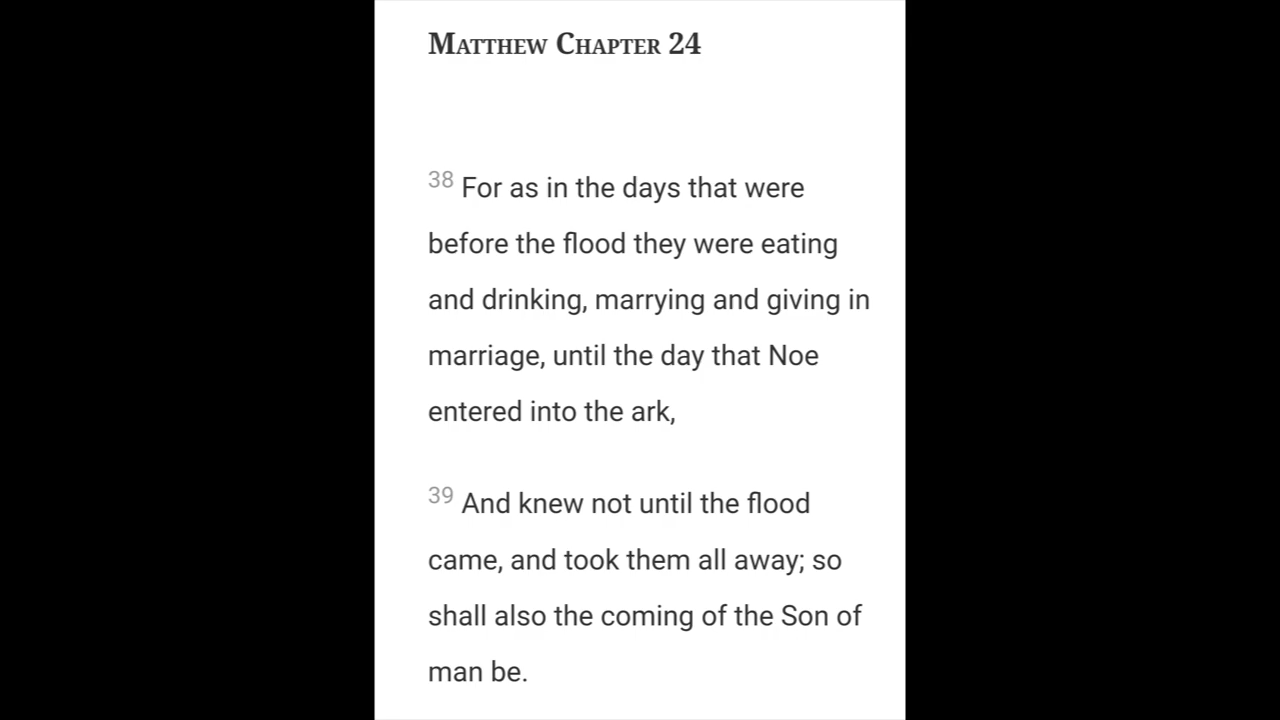 Matthew Chapter 24
38 For as in the days that were
before the flood they were eating
and drinking, marrying and giving in
marriage, until the day that Noe
entered into the ark,
39 And knew not until the flood
came, and took them all away; so
shall also the coming of the Son of
man be.